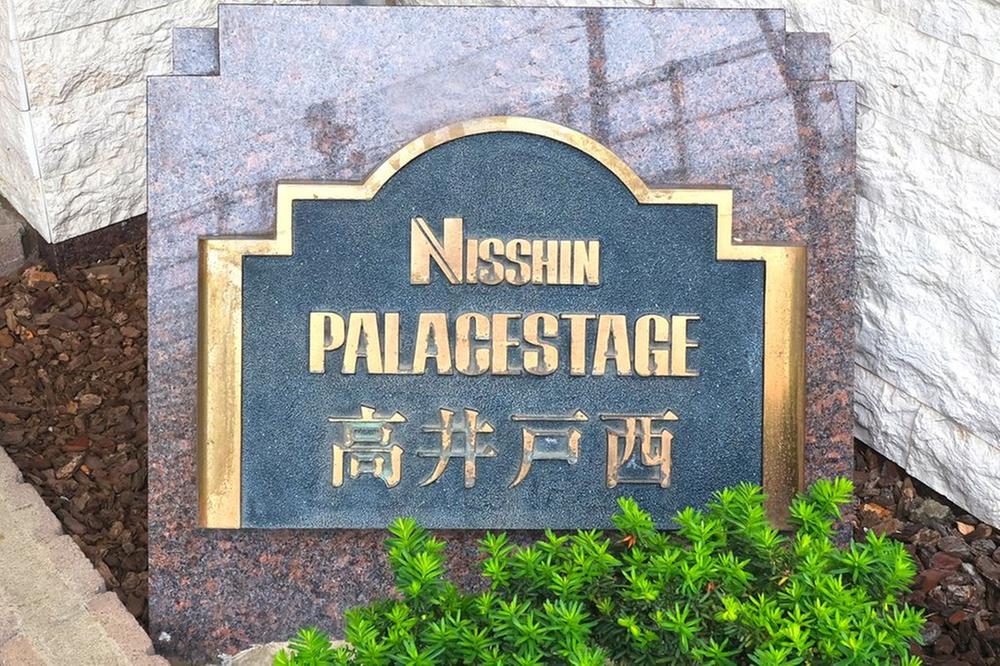 NISSHIN
PALACESTAGE
高井戸西